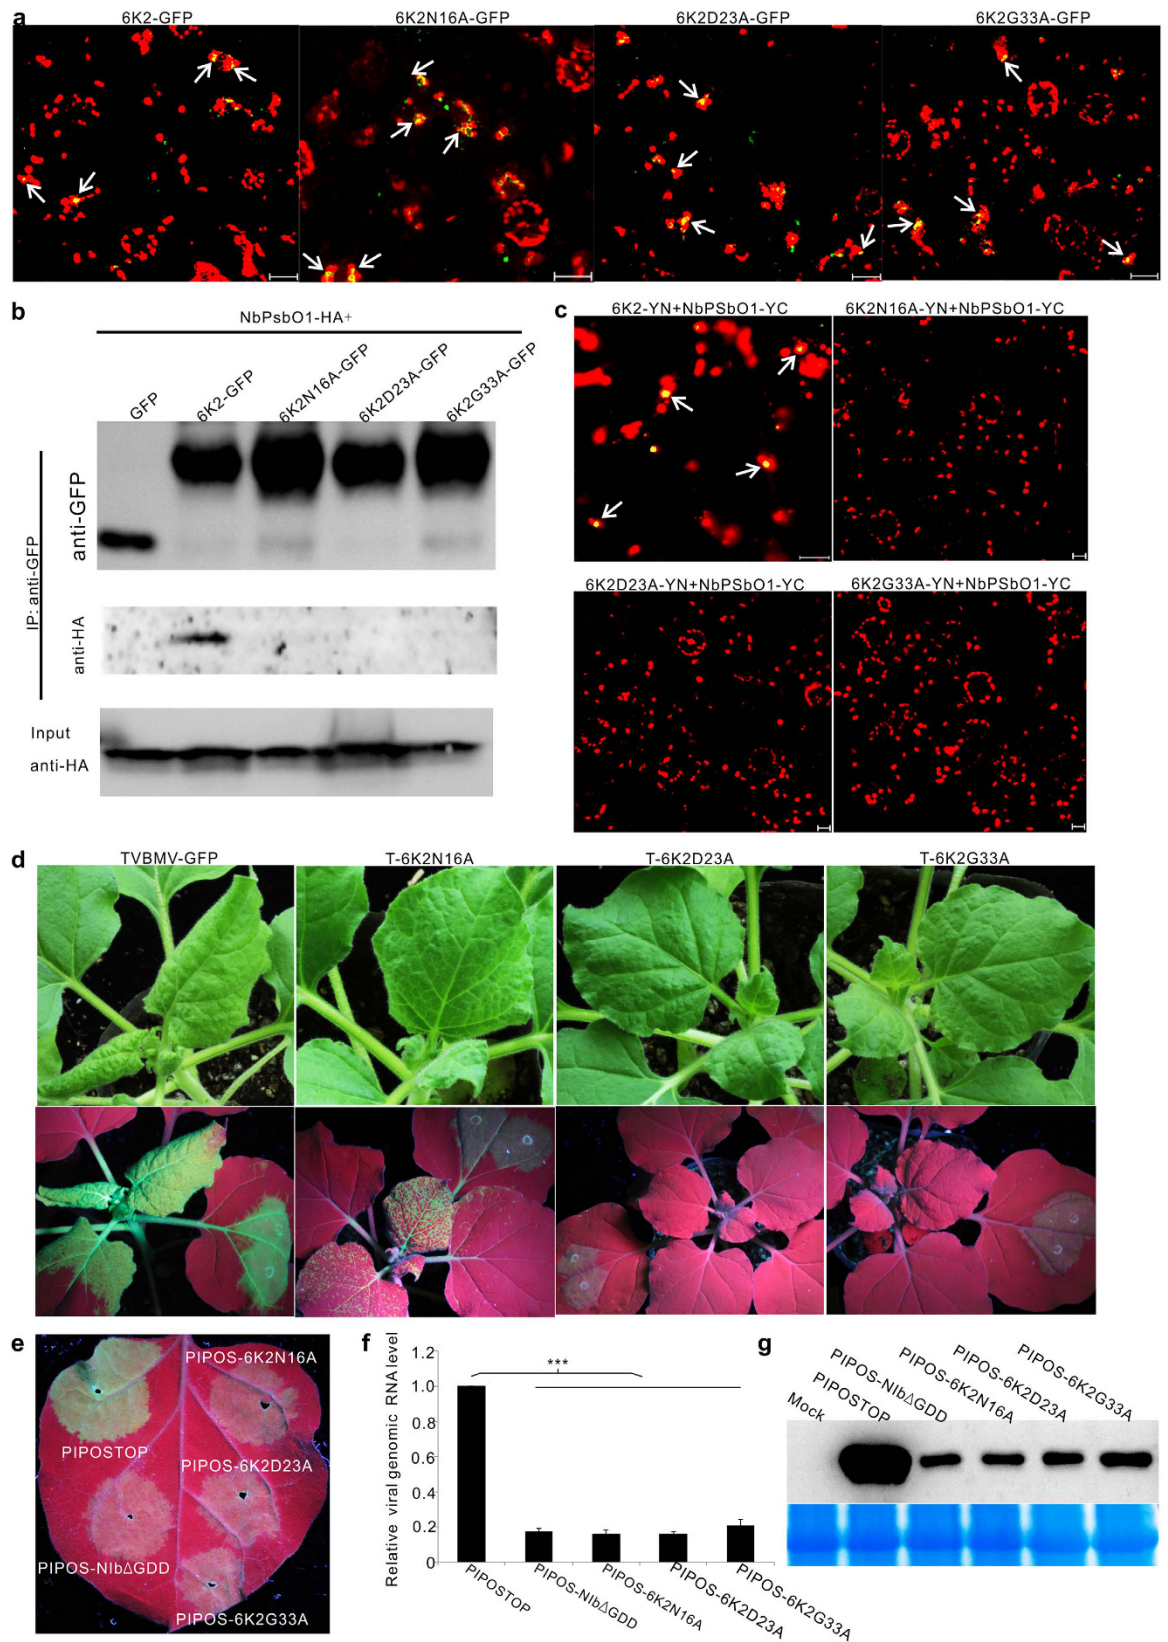 a
6K2-GFP
6K2N16A-GFP
6K2D23A-GFP
6K2G33A-GFP
b
NbPsbO1-HA+
GFP
6K2-GFP
6K2N16A-GFP
6K2D23A-GFP
6K2G33A-GFP
IP: anti-GFP
anti-GFP
anti-HA
Input
anti-HA
c
6K2-YN+NbPSbO1-YC
6K2N16A-YN+NbPSbO1-YC
6K2D23A-YN+NbPSbO1-YC
6K2G33A-YN+NbPSbO1-YC
d
TVBMV-GFP
T-6K2N16A
T-6K2D23A
T-6K2G33A
e
PIPOS-6K2N16A
PIPOSTOP
PIPOS-6K2D23A
PIPOS-NIbΔGDD
PIPOS-6K2G33A
f
Relative viral genomic RNA level
1.2
1.0
0.8
0.6
0.4
0.2
0
***
PIPOSTOP
PIPOS-NIbΔGDD
PIPOS-6K2N16A
PIPOS-6K2D23A
PIPOS-6K2G33A
g
Mock
PIPOSTOP
PIPOS-NIbΔGDD
PIPOS-6K2N16A
PIPOS-6K2D23A
PIPOS-6K2G33A